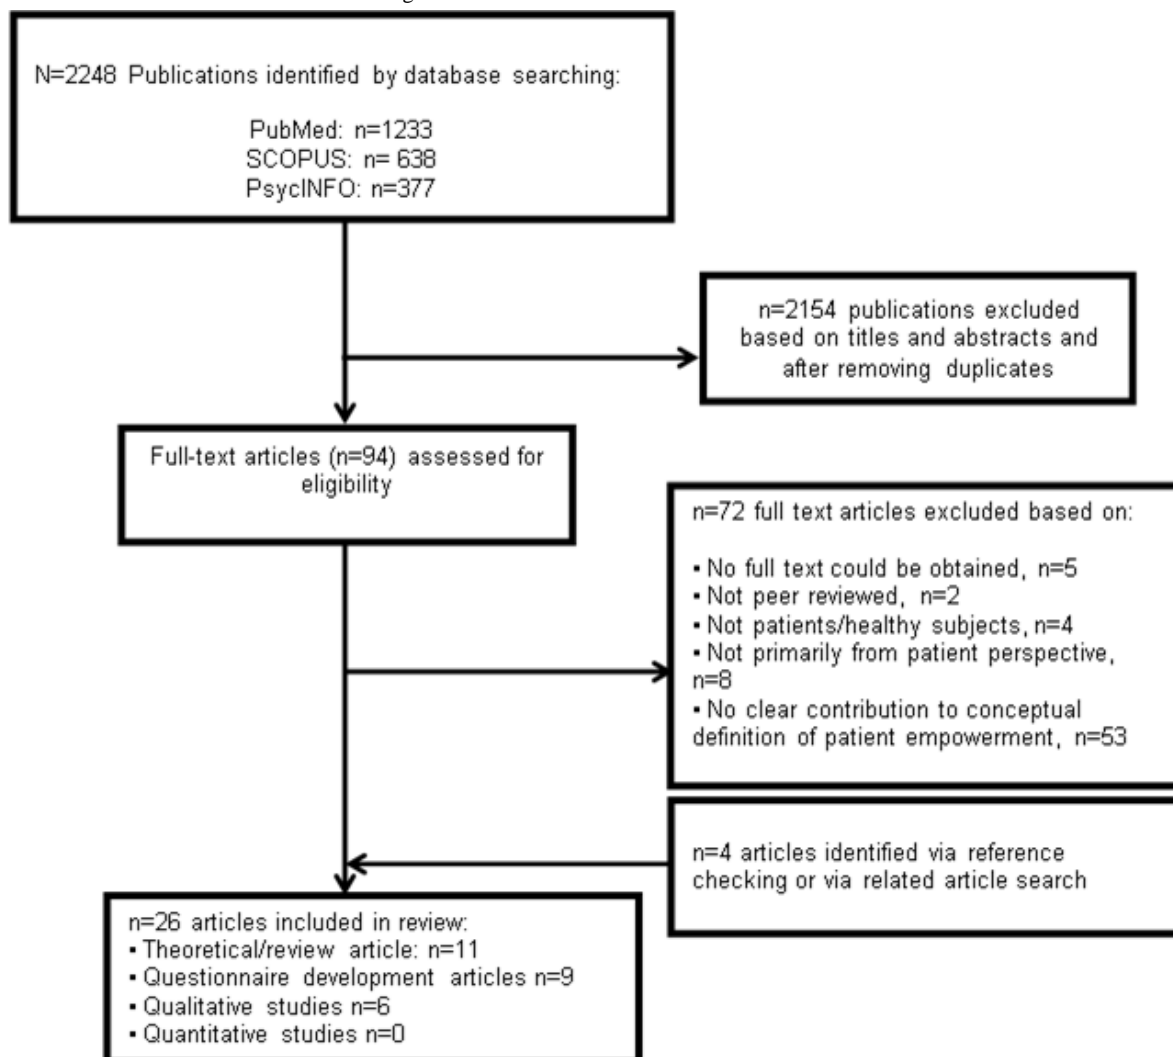 N=2248 Publications identified by database searching:
PubMed: n=1233
SCOPUS: n= 638
PsycINFO: n=377
n=2154 publications excluded
based on titles and abstracts and
after removing duplicates
Full-text articles (n=94) assessed for
eligibility
n=72 full text articles excluded based on:
▪ No full text could be obtained, n=5
▪ Not peer reviewed, n=2
▪ Not patients/healthy subjects, n=4
▪ Not primarily from patient perspective,
n=8
▪ No clear contribution to conceptual
definition of patient empowerment, n=53
n=4 articles identified via reference
checking or via related article search
n=26 articles included in review:
▪ Theoretical/review article: n=11
▪ Questionnaire development articles n=9
▪ Qualitative studies n=6
▪ Quantitative studies n=0